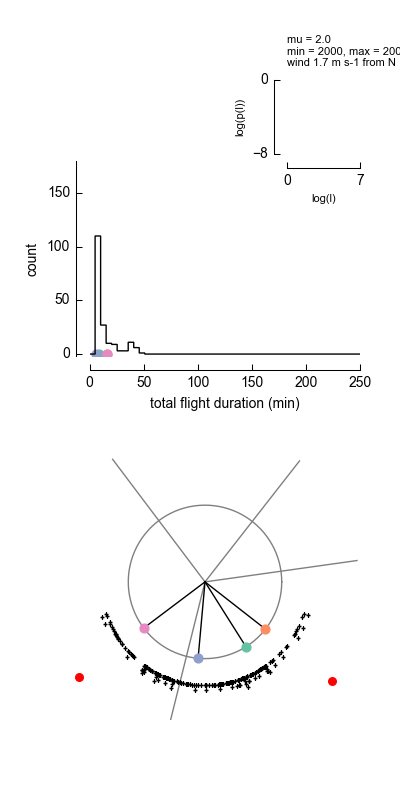 mu = 2.0
min = 2000, max = 200
wind 1.7 m s-1 from N
0
log(p(l))
−8
0
7
log(l)
150
100
50
0
count
0
50
100
150
200
250
total flight duration (min)